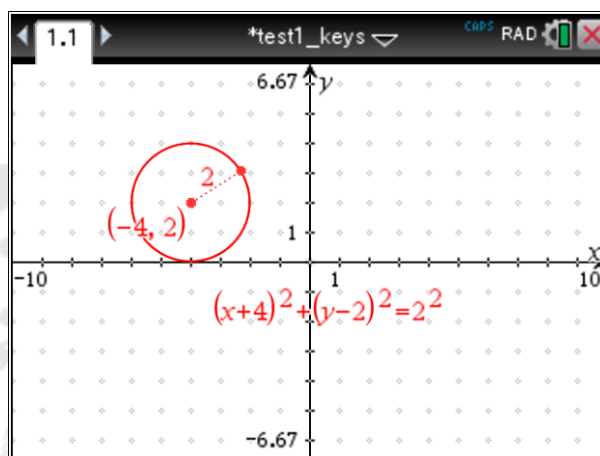 1.1 *test1_keys CAPS RAD
6.67 y
2
(-4, 2)
1
x
-10 1 10
(x+4)²+(y-2)²=2²
-6.67